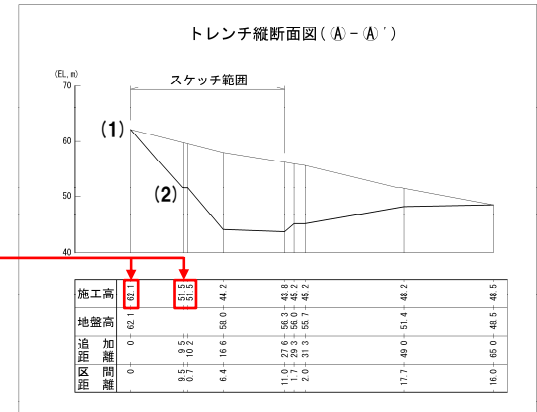 トレンチ縦断面図(Ⓐ-Ⓐ')
(EL, m)
スケッチ範囲
70
60
50
40
(1)
(2)
施工高 62.1 51.5 51.5 44.2 43.8 45.2 45.2 48.2 48.5
地盤高 62.1 58.0 56.3 56.0 55.7 51.4 48.5
追加距離 0 9.5 10.2 16.6 27.6 29.3 31.3 49.0 65.0
区間距離 0 9.5 0.7 6.4 11.0 1.7 2.0 17.7 16.0